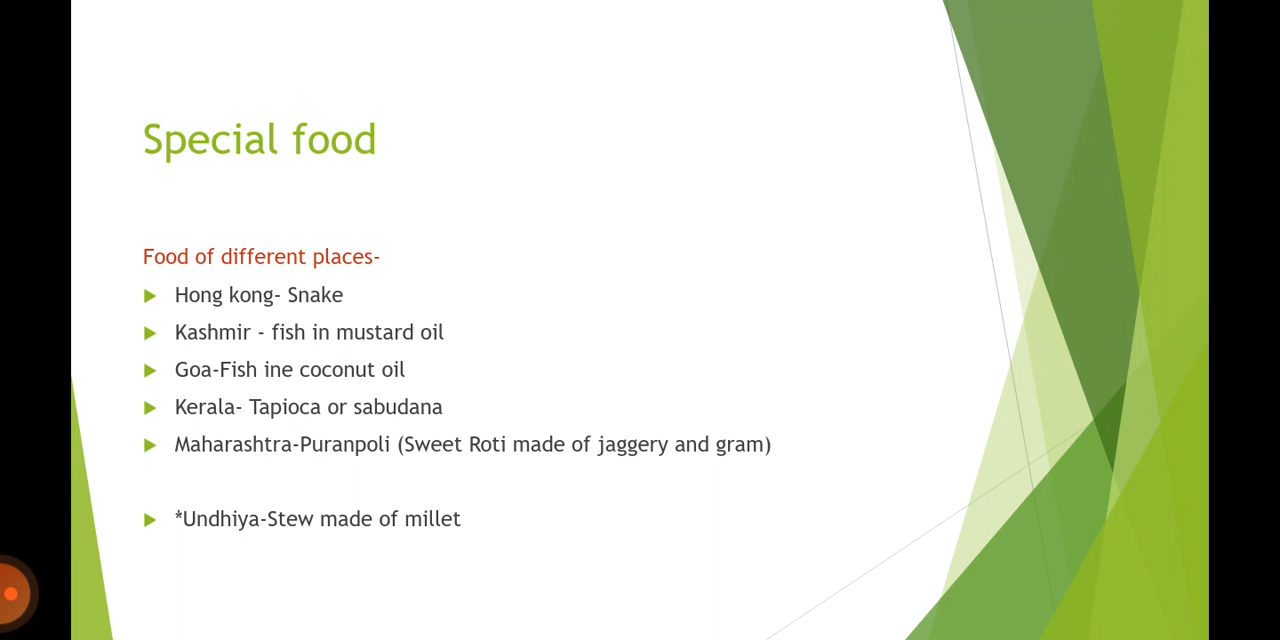 Special food
Food of different places-
Hong kong- Snake
Kashmir - fish in mustard oil
Goa-Fish ine coconut oil
Kerala- Tapioca or sabudana
Maharashtra-Puranpoli (Sweet Roti made of jaggery and gram)
*Undhiya-Stew made of millet